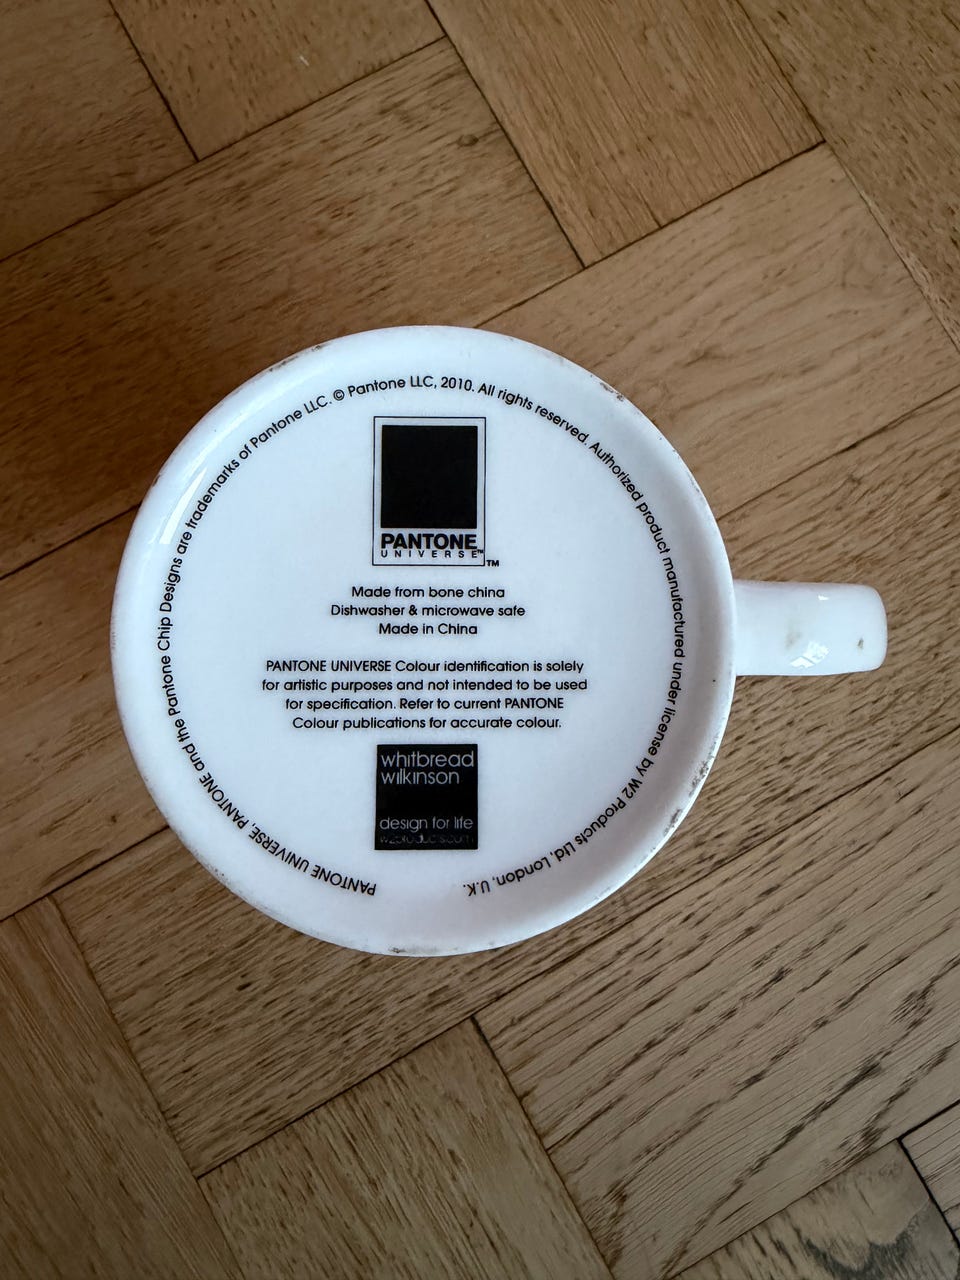 PANTONE UNIVERSE, PANTONE and the Pantone Chip Designs are trademarks of Pantone LLC. © Pantone LLC, 2010. All rights reserved. Authorized product manufactured under license by W2 Products Ltd, London, U.K.
PANTONE
UNIVERSE™
™
Made from bone china
Dishwasher & microwave safe
Made in China
PANTONE UNIVERSE Colour identification is solely
for artistic purposes and not intended to be used
for specification. Refer to current PANTONE
Colour publications for accurate colour.
whitbread
wilkinson
design for life
w2products.com